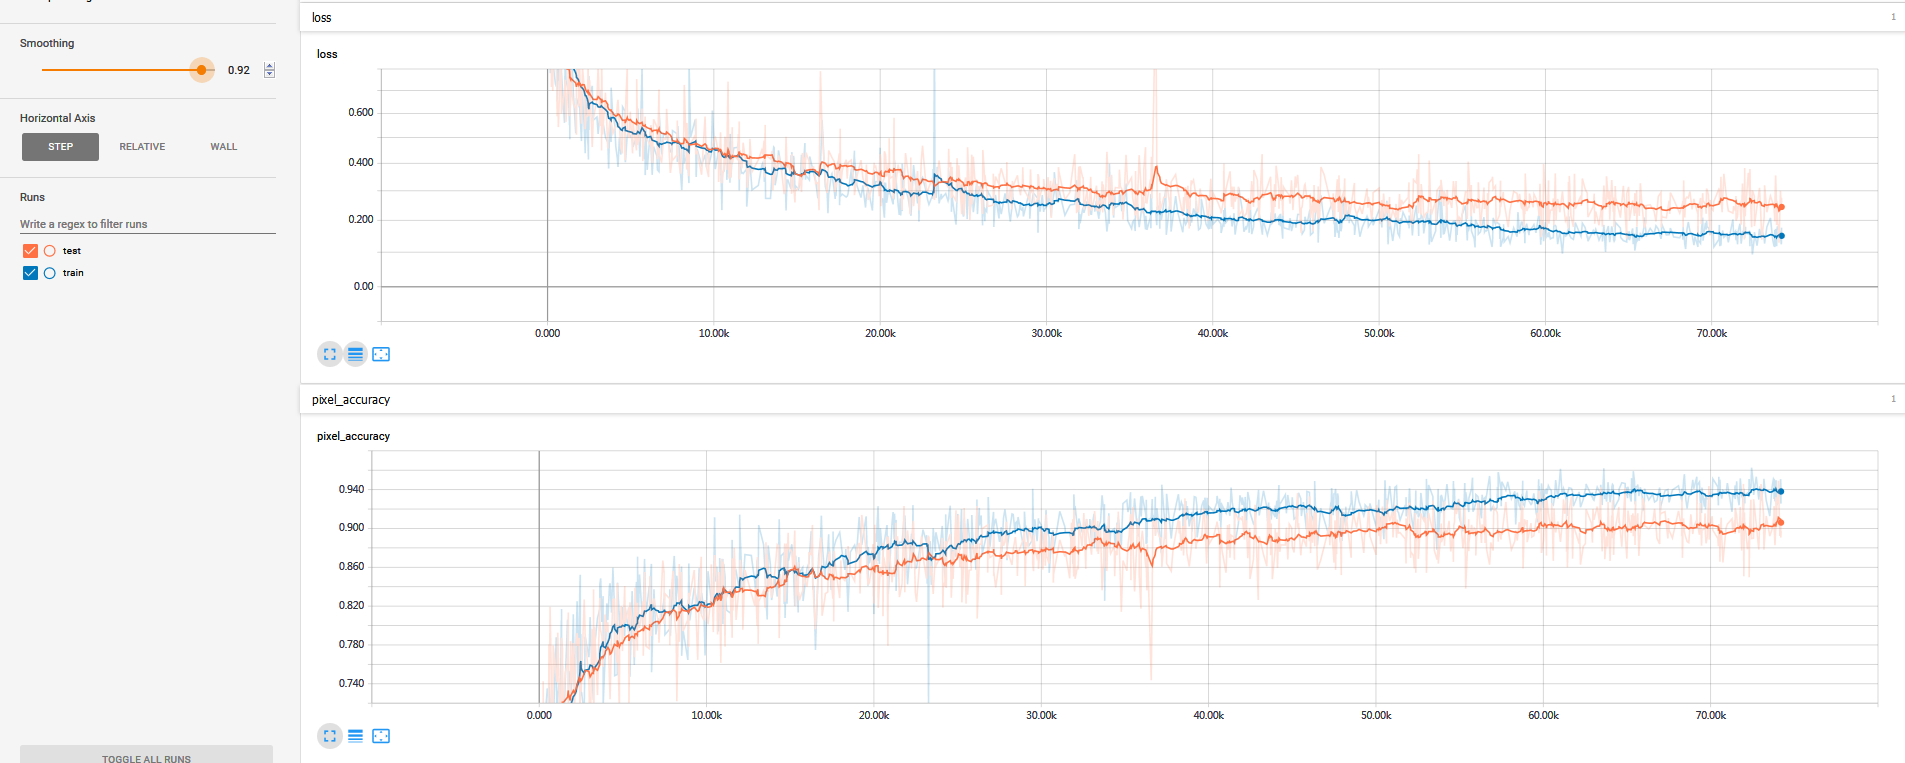 loss
1
Smoothing
loss
0.92
0.600
0.400
0.200
0.00
0.000 10.00k 20.00k 30.00k 40.00k 50.00k 60.00k 70.00k
Horizontal Axis
STEP RELATIVE WALL
Runs
Write a regex to filter runs
test
train
TOGGLE ALL RUNS
pixel_accuracy
1
pixel_accuracy
0.940
0.900
0.860
0.820
0.780
0.740
0.000 10.00k 20.00k 30.00k 40.00k 50.00k 60.00k 70.00k